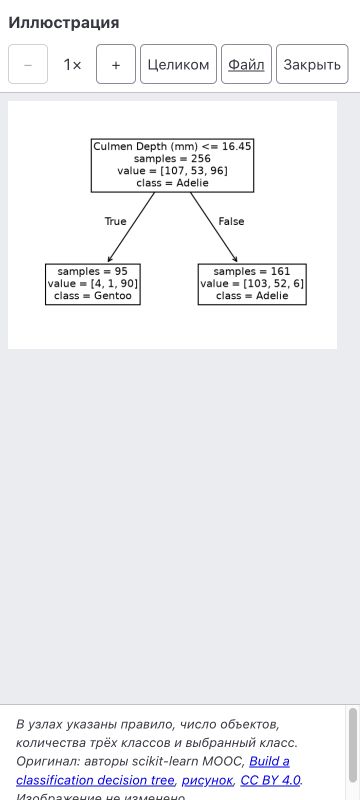 Иллюстрация
− 1× + Целиком Файл Закрыть
Culmen Depth (mm) <= 16.45
samples = 256
value = [107, 53, 96]
class = Adelie
True False
samples = 95
value = [4, 1, 90]
class = Gentoo
samples = 161
value = [103, 52, 6]
class = Adelie
В узлах указаны правило, число объектов,
количества трёх классов и выбранный класс.
Оригинал: авторы scikit-learn MOOC, Build a
classification decision tree, рисунок, CC BY 4.0.
Изображение не изменено.